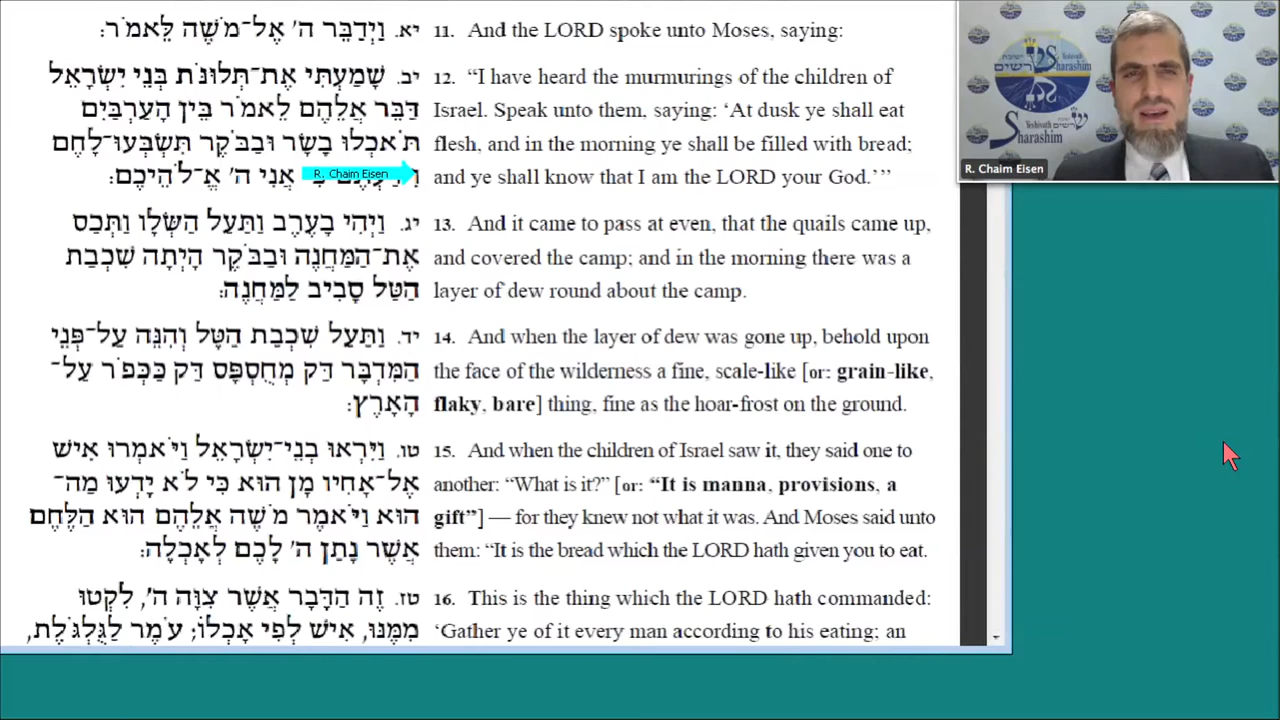 יא. וַיְדַבֵּר ה' אֶל־מֹשֶׁה לֵּאמֹר׃
11. And the LORD spoke unto Moses, saying:
יב. שָׁמַעְתִּי אֶת־תְּלוּנֹּת בְּנֵי יִשְׂרָאֵל
דַּבֵּר אֲלֵהֶם לֵאמֹר בֵּין הָעַרְבַּיִם
תֹּאכְלוּ בָשָׂר וּבַבֹּקֶר תִּשְׂבְּעוּ־לָחֶם
אֲנִי ה' אֱ־לֹהֵיכֶם׃
R. Chaim Eisen
12. “I have heard the murmurings of the children of
Israel. Speak unto them, saying: ‘At dusk ye shall eat
flesh, and in the morning ye shall be filled with bread;
and ye shall know that I am the LORD your God.’”
יג. וַיְהִי בָעֶרֶב וַתַּעַל הַשְּׂלָו וַתְּכַס
אֶת־הַמַּחֲנֶה וּבַבֹּקֶר הָיְתָה שִׁכְבַת
הַטַּל סָבִיב לַמַּחֲנֶה׃
13. And it came to pass at even, that the quails came up,
and covered the camp; and in the morning there was a
layer of dew round about the camp.
יד. וַתַּעַל שִׁכְבַת הַטָּל וְהִנֵּה עַל־פְּנֵי
הַמִּדְבָּר דַּק מְחֻסְפָּס דַּק כַּכְּפֹר עַל־
הָאָרֶץ׃
14. And when the layer of dew was gone up, behold upon
the face of the wilderness a fine, scale-like [or: grain-like,
flaky, bare] thing, fine as the hoar-frost on the ground.
טו. וַיִּרְאוּ בְנֵי־יִשְׂרָאֵל וַיֹּאמְרוּ אִישׁ
אֶל־אָחִיו מָן הוּא כִּי לֹא יָדְעוּ מַה־
הוּא וַיֹּאמֶר מֹשֶׁה אֲלֵהֶם הוּא הַלֶּחֶם
אֲשֶׁר נָתַן ה' לָכֶם לְאָכְלָה׃
15. And when the children of Israel saw it, they said one to
another: “What is it?” [or: “It is manna, provisions, a
gift”] — for they knew not what it was. And Moses said unto
them: “It is the bread which the LORD hath given you to eat.
טז. זֶה הַדָּבָר אֲשֶׁר צִוָּה ה', לִקְטוּ
מִמֶּנּוּ, אִישׁ לְפִי אָכְלוֹ; עֹמֶר לַגֻּלְגֹּלֶת,
16. This is the thing which the LORD hath commanded:
‘Gather ye of it every man according to his eating; an
Yeshivath
Sharashim
שרשים
R. Chaim Eisen